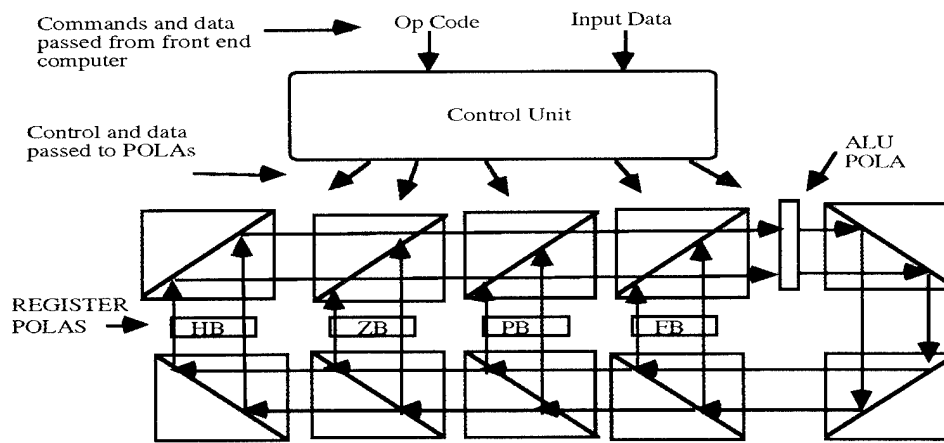 Commands and data
passed from front end
computer
Op Code
Input Data
Control Unit
Control and data
passed to POLAs
ALU
POLA
REGISTER
POLAS
HB
ZB
PB
FB